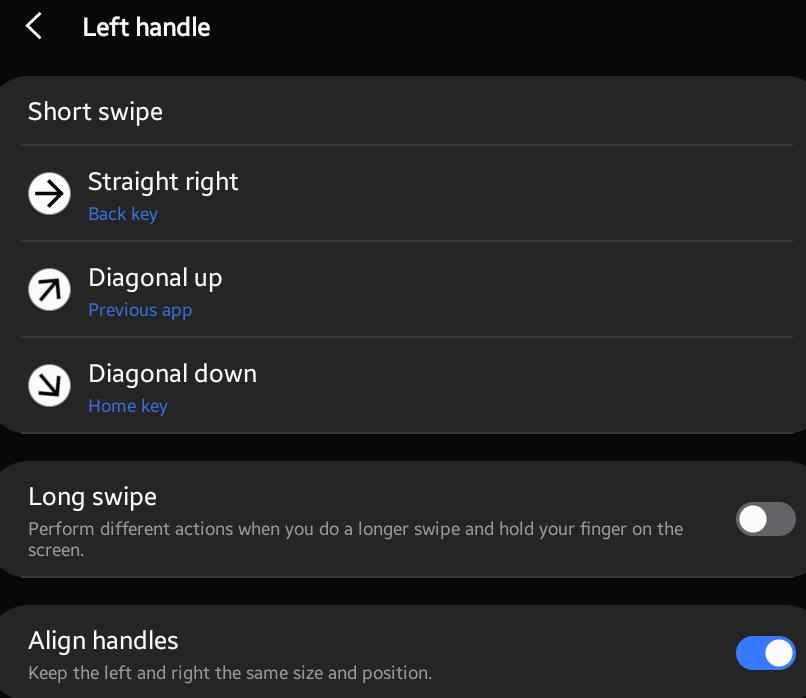 Left handle
Short swipe
Straight right
Back key
Diagonal up
Previous app
Diagonal down
Home key
Long swipe
Perform different actions when you do a longer swipe and hold your finger on the
screen.
Align handles
Keep the left and right the same size and position.